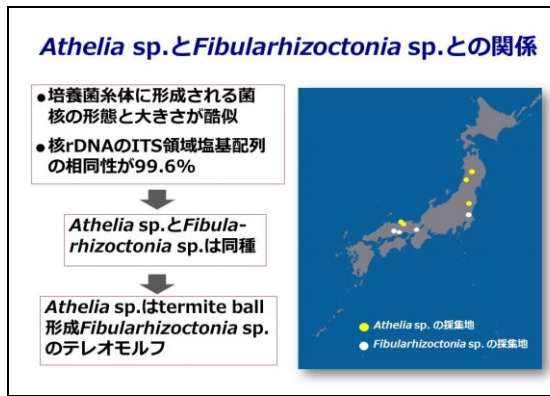 Athelia sp.とFibularhizoctonia sp.との関係
●培養菌糸体に形成される菌
核の形態と大きさが酷似
●核rDNAのITS領域塩基配列
の相同性が99.6%
Athelia sp.とFibula-
rhizoctonia sp.は同種
Athelia sp.はtermite ball
形成Fibularhizoctonia sp.
のテレオモルフ
Athelia sp. の採集地
Fibularhizoctonia sp. の採集地